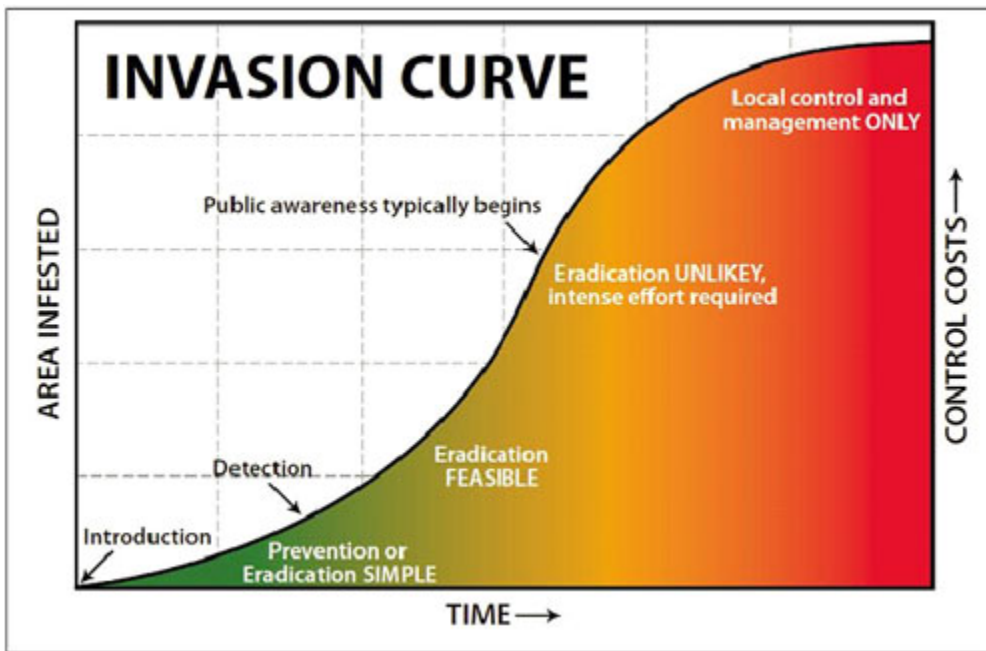 INVASION CURVE
Local control and
management ONLY
Public awareness typically begins
Eradication UNLIKEY,
intense effort required
Eradication
FEASIBLE
Detection
Introduction
Prevention or
Eradication SIMPLE
AREA INFESTED
CONTROL COSTS→
TIME→